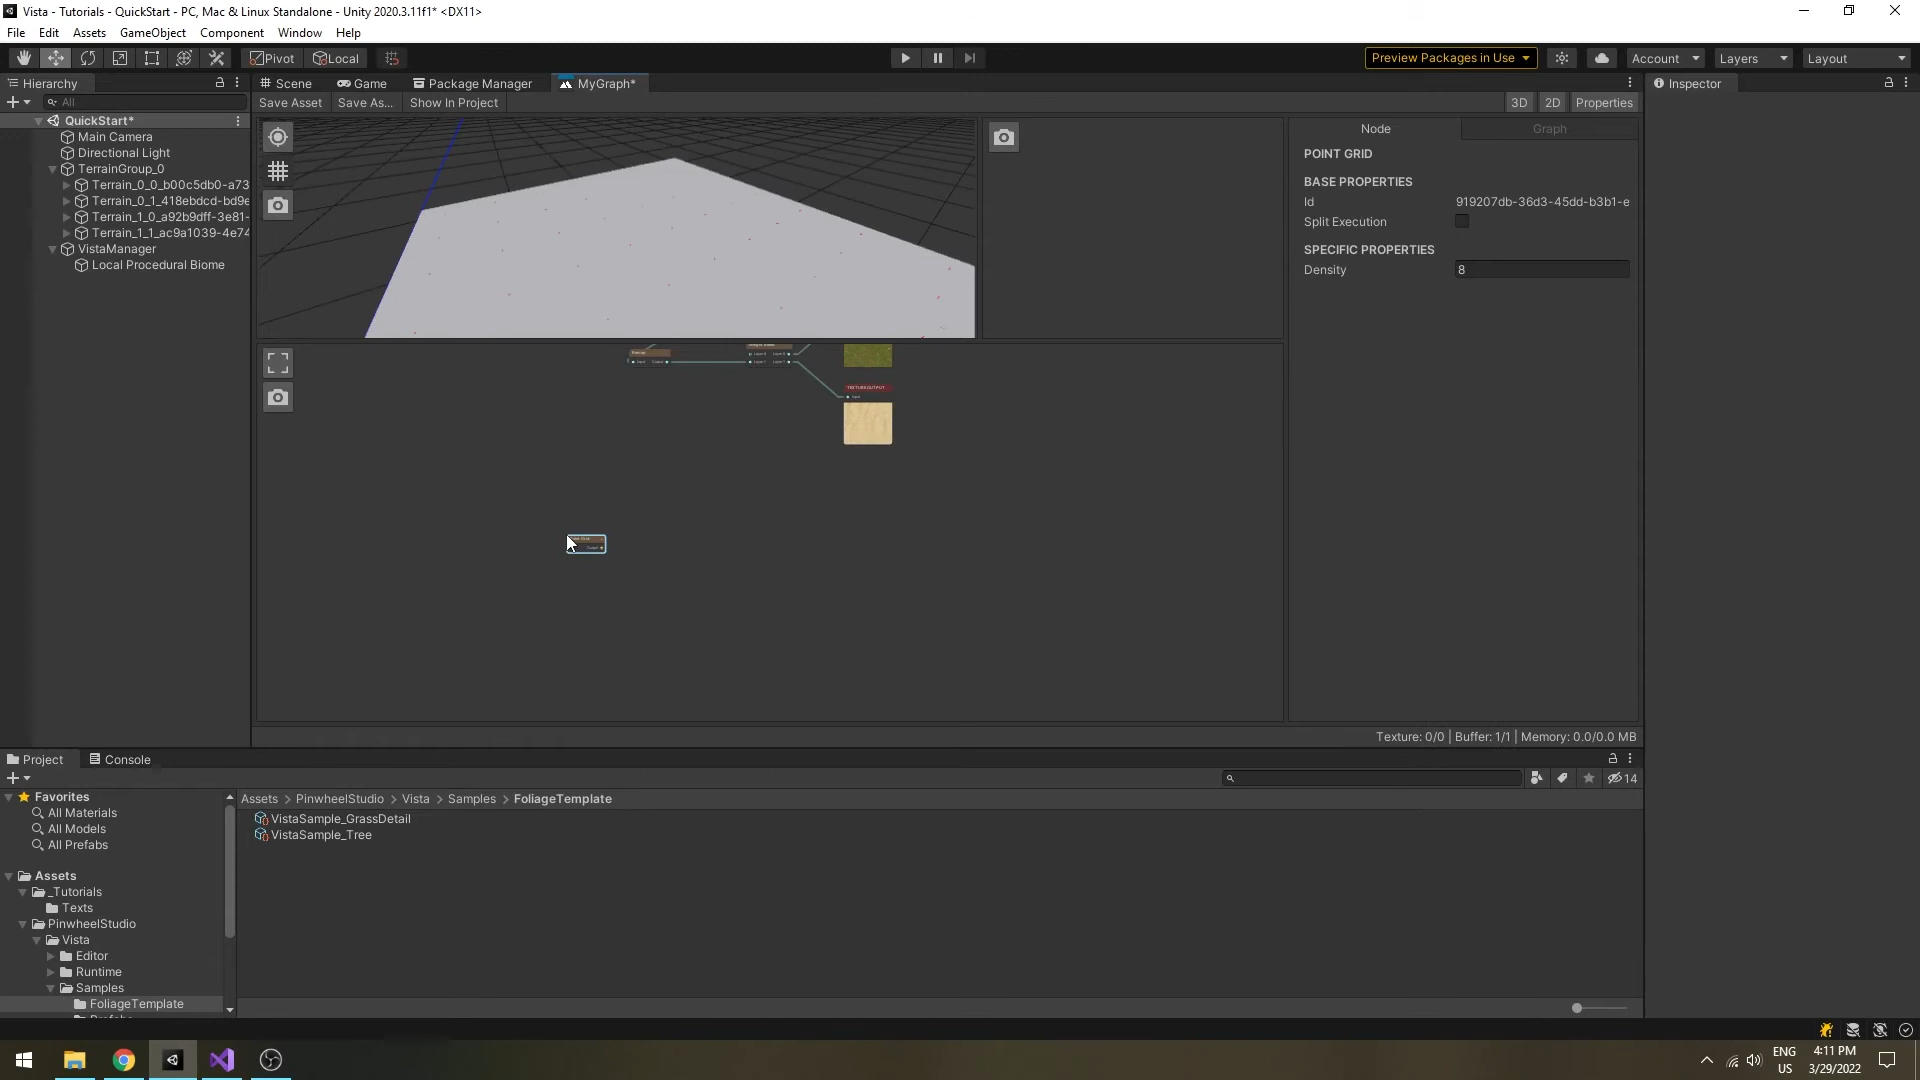 Vista - Tutorials - QuickStart - PC, Mac & Linux Standalone - Unity 2020.3.11f1* <DX11>
File Edit Assets GameObject Component Window Help
Pivot Local Preview Packages in Use Account Layers Layout
Hierarchy Scene Game Package Manager MyGraph* Inspector
All Save Asset Save As... Show In Project 3D 2D Properties
QuickStart*
Main Camera
Directional Light
TerrainGroup_0
Terrain_0_0_b00c5db0-a73
Terrain_0_1_418ebdcd-bd9e
Terrain_1_0_a92b9dff-3e81-
Terrain_1_1_ac9a1039-4e74
VistaManager
Local Procedural Biome
Node Graph
POINT GRID
BASE PROPERTIES
Id 919207db-36d3-45dd-b3b1-e
Split Execution
SPECIFIC PROPERTIES
Density 8
TEXTURE OUTPUT
Input
Output
Texture: 0/0 | Buffer: 1/1 | Memory: 0.0/0.0 MB
Project Console
14
Favorites
All Materials
All Models
All Prefabs
Assets
_Tutorials
Texts
PinwheelStudio
Vista
Editor
Runtime
Samples
FoliageTemplate
Assets > PinwheelStudio > Vista > Samples > FoliageTemplate
VistaSample_GrassDetail
VistaSample_Tree
ENG
US
4:11 PM
3/29/2022